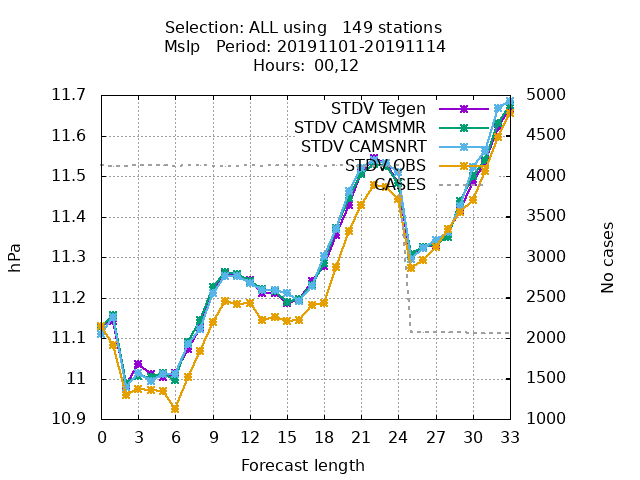 Selection: ALL using   149 stations
Mslp   Period: 20191101-20191114
Hours:  00,12
11.7
11.6
11.5
11.4
11.3
11.2
11.1
11
10.9
hPa
STDV Tegen
STDV CAMSMMR
STDV CAMSNRT
STDV OBS
CASES
5000
4500
4000
3500
3000
2500
2000
1500
1000
No cases
0 3 6 9 12 15 18 21 24 27 30 33
Forecast length